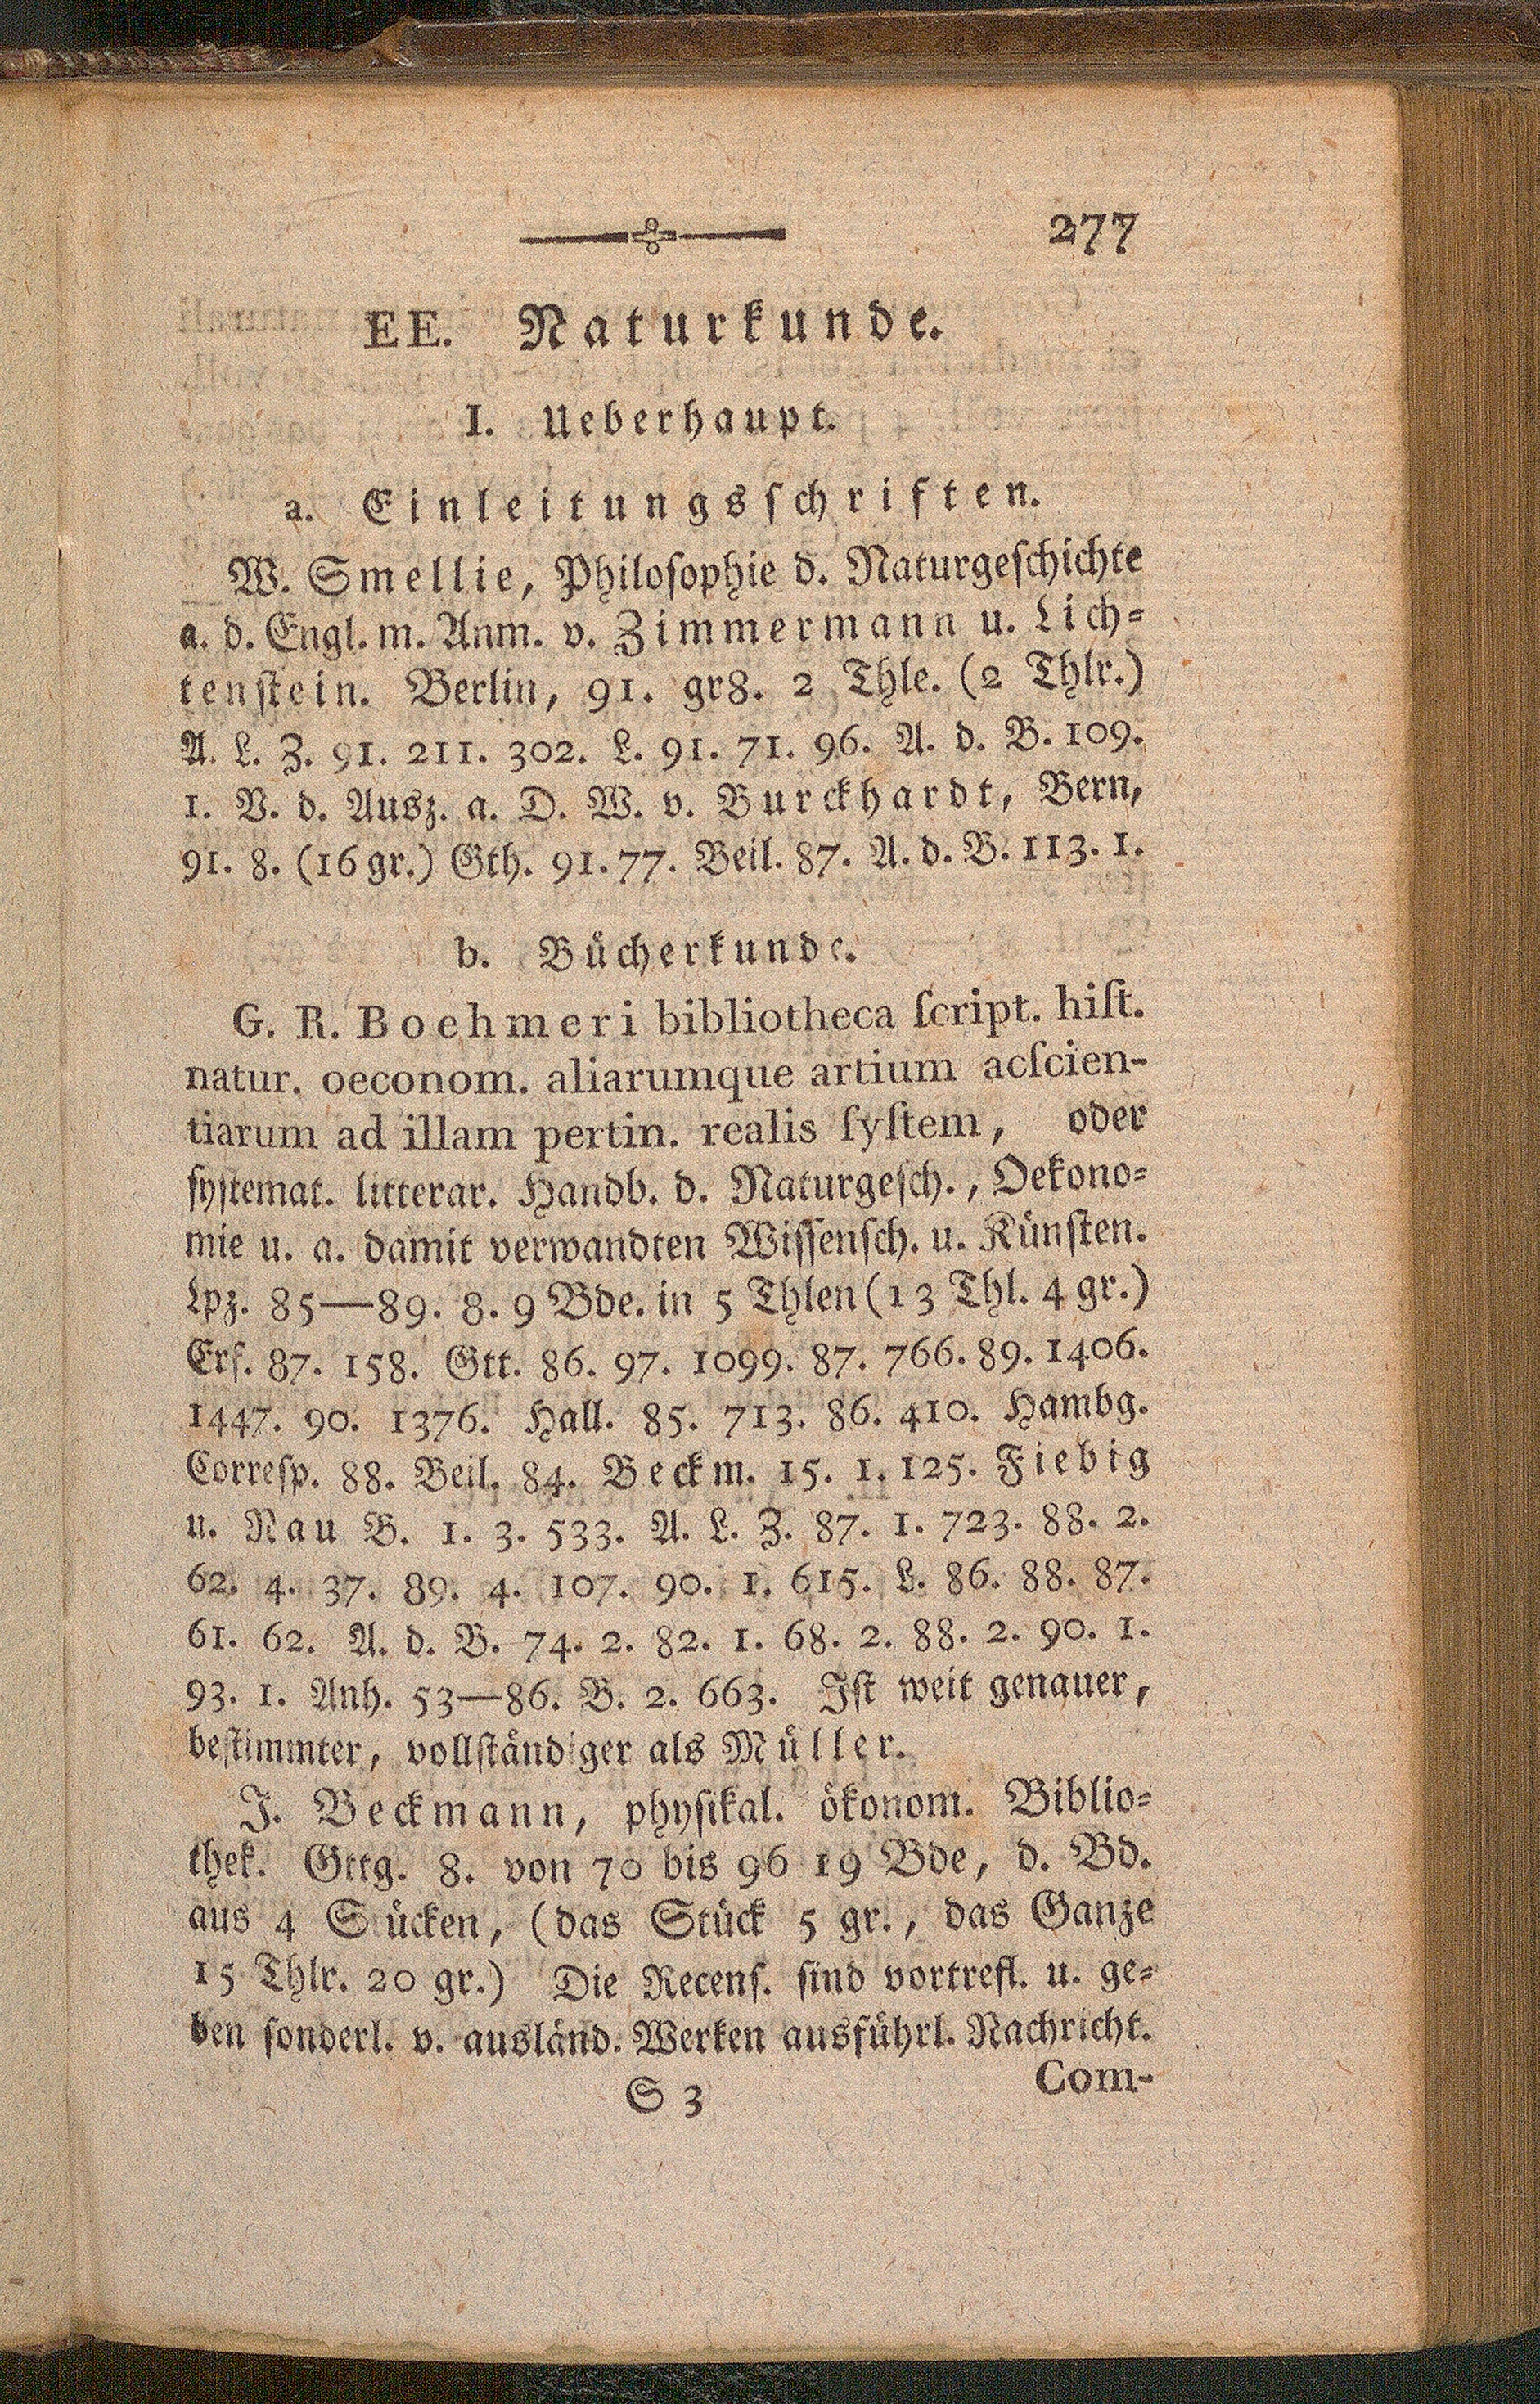 277
EE. Naturkunde.
I. Ueberhaupt.
a. Einleitungsschriften.
W. Smellie, Philosophie d. Naturgeschichte
a. d. Engl. m. Anm. v. Zimmermann u. Lich=
tenstein. Berlin, 91. gr8. 2 Thle. (2 Thlr.)
A. L. Z. 91. 211. 302. L. 91. 71. 96. A. d. B. 109.
1. V. d. Ausz. a. D. W. v. Burckhardt, Bern,
91. 8. (16 gr.) Gth. 91. 77. Beil. 87. A. d. B. 113. 1.
b. Bücherkunde.
G. R. Boehmeri bibliotheca ſcript. hiſt.
natur. oeconom. aliarumque artium acſcien-
tiarum ad illam pertin. realis ſyſtem, oder
systemat. litterar. Handb. d. Naturgesch., Oekono=
mie u. a. damit verwandten Wissensch. u. Künsten.
Lpz. 85—89. 8. 9 Bde. in 5 Thlen (13 Thl. 4 gr.)
Erf. 87. 158. Gtt. 86. 97. 1099. 87. 766. 89. 1406.
1447. 90. 1376. Hall. 85. 713. 86. 410. Hambg.
Corresp. 88. Beil. 84. Beckm. 15. 1. 125. Fiebig
u. Nau B. 1. 3. 533. A. L. Z. 87. 1. 723. 88. 2.
62. 4. 37. 89. 4. 107. 90. 1. 615. L. 86. 88. 87.
61. 62. A. d. B. 74. 2. 82. 1. 68. 2. 88. 2. 90. 1.
93. 1. Anh. 53—86. B. 2. 663. Ist weit genauer,
bestimmter, vollständiger als Müller.
J. Beckmann, physikal. ökonom. Biblio=
thek. Gttg. 8. von 70 bis 96 19 Bde, d. Bd.
aus 4 S ücken, (das Stück 5 gr., das Ganze
15 Thlr. 20 gr.) Die Recens. sind vortrefl. u. ge=
ben sonderl. v. ausländ. Werken ausführl. Nachricht.
S 3 Com-